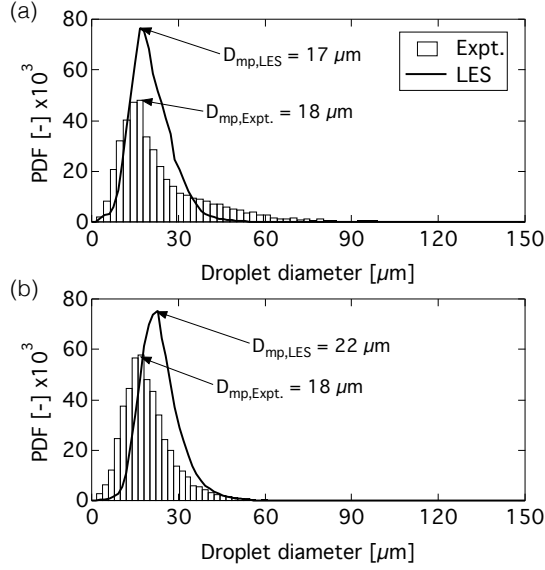 (a)
80
60
40
20
0
PDF [-] x10³
D_mp,LES = 17 µm
D_mp,Expt. = 18 µm
Expt.
LES
0 30 60 90 120 150
Droplet diameter [µm]
(b)
80
60
40
20
0
PDF [-] x10³
D_mp,LES = 22 µm
D_mp,Expt. = 18 µm
0 30 60 90 120 150
Droplet diameter [µm]